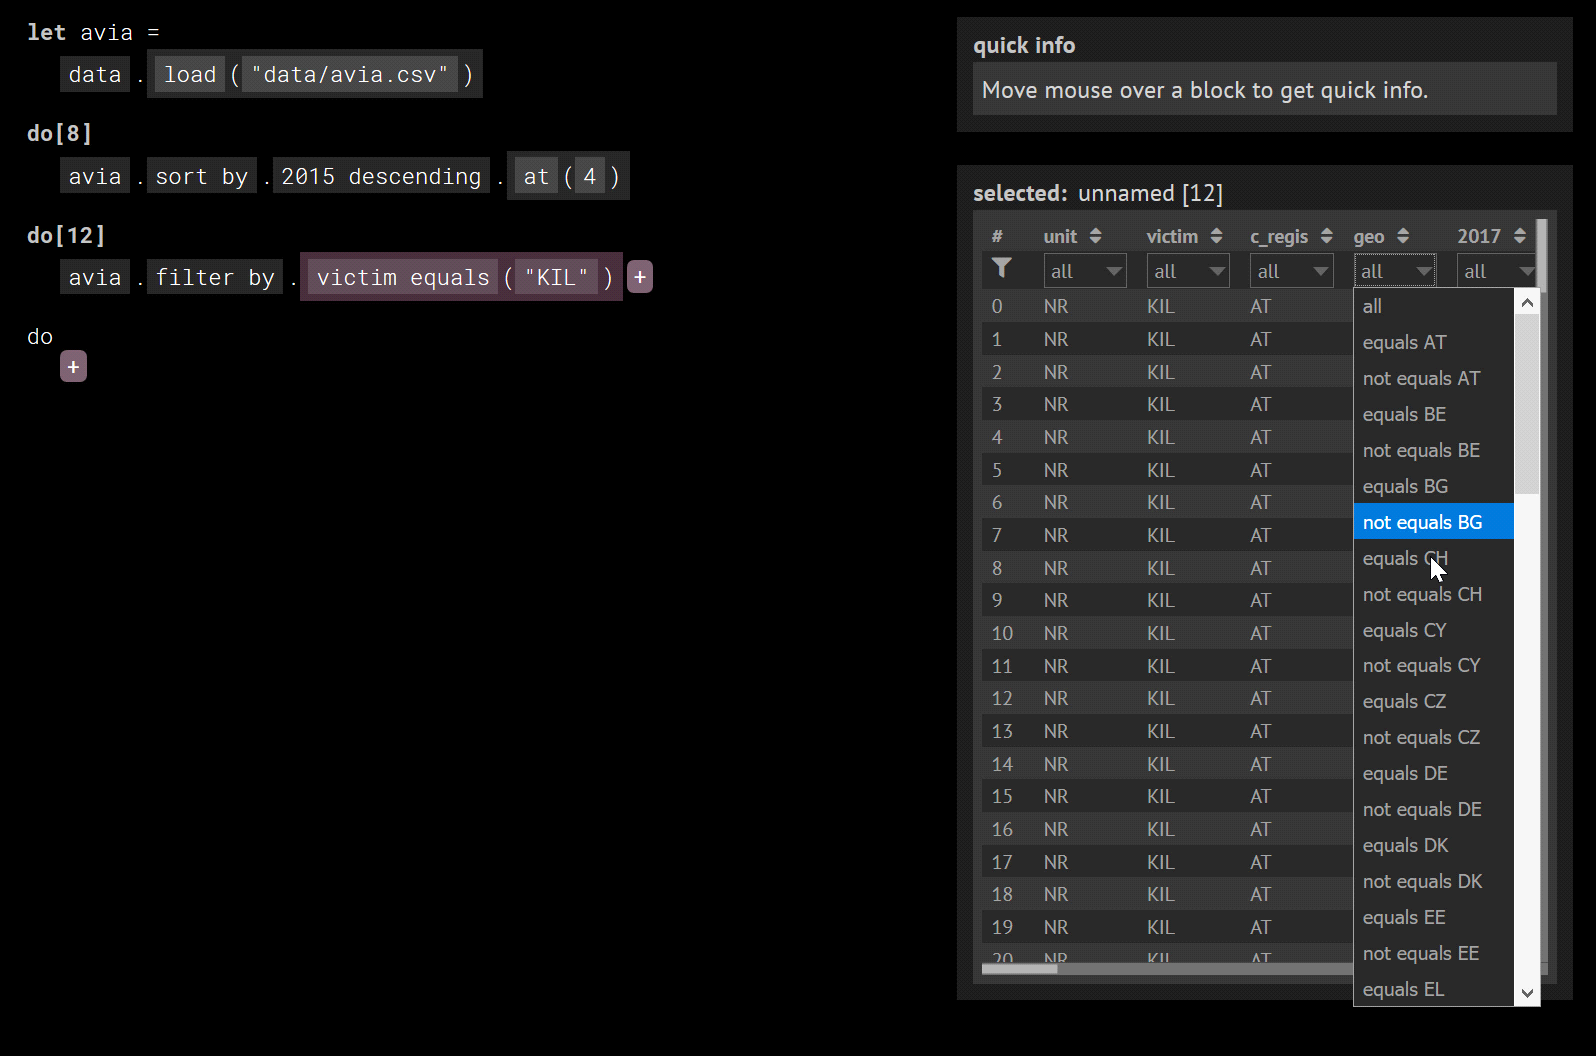 let avia =
data . load ( "data/avia.csv" )
do[8]
avia . sort by . 2015 descending . at ( 4 )
do[12]
avia . filter by . victim equals ( "KIL" ) +
do
+
quick info
Move mouse over a block to get quick info.
selected: unnamed [12]
# unit victim c_regis geo 2017
all all all all all
0 NR KIL AT
1 NR KIL AT
2 NR KIL AT
3 NR KIL AT
4 NR KIL AT
5 NR KIL AT
6 NR KIL AT
7 NR KIL AT
8 NR KIL AT
9 NR KIL AT
10 NR KIL AT
11 NR KIL AT
12 NR KIL AT
13 NR KIL AT
14 NR KIL AT
15 NR KIL AT
16 NR KIL AT
17 NR KIL AT
18 NR KIL AT
19 NR KIL AT
20 NR KIL AT
all
equals AT
not equals AT
equals BE
not equals BE
equals BG
not equals BG
equals CH
not equals CH
equals CY
not equals CY
equals CZ
not equals CZ
equals DE
not equals DE
equals DK
not equals DK
equals EE
not equals EE
equals EL